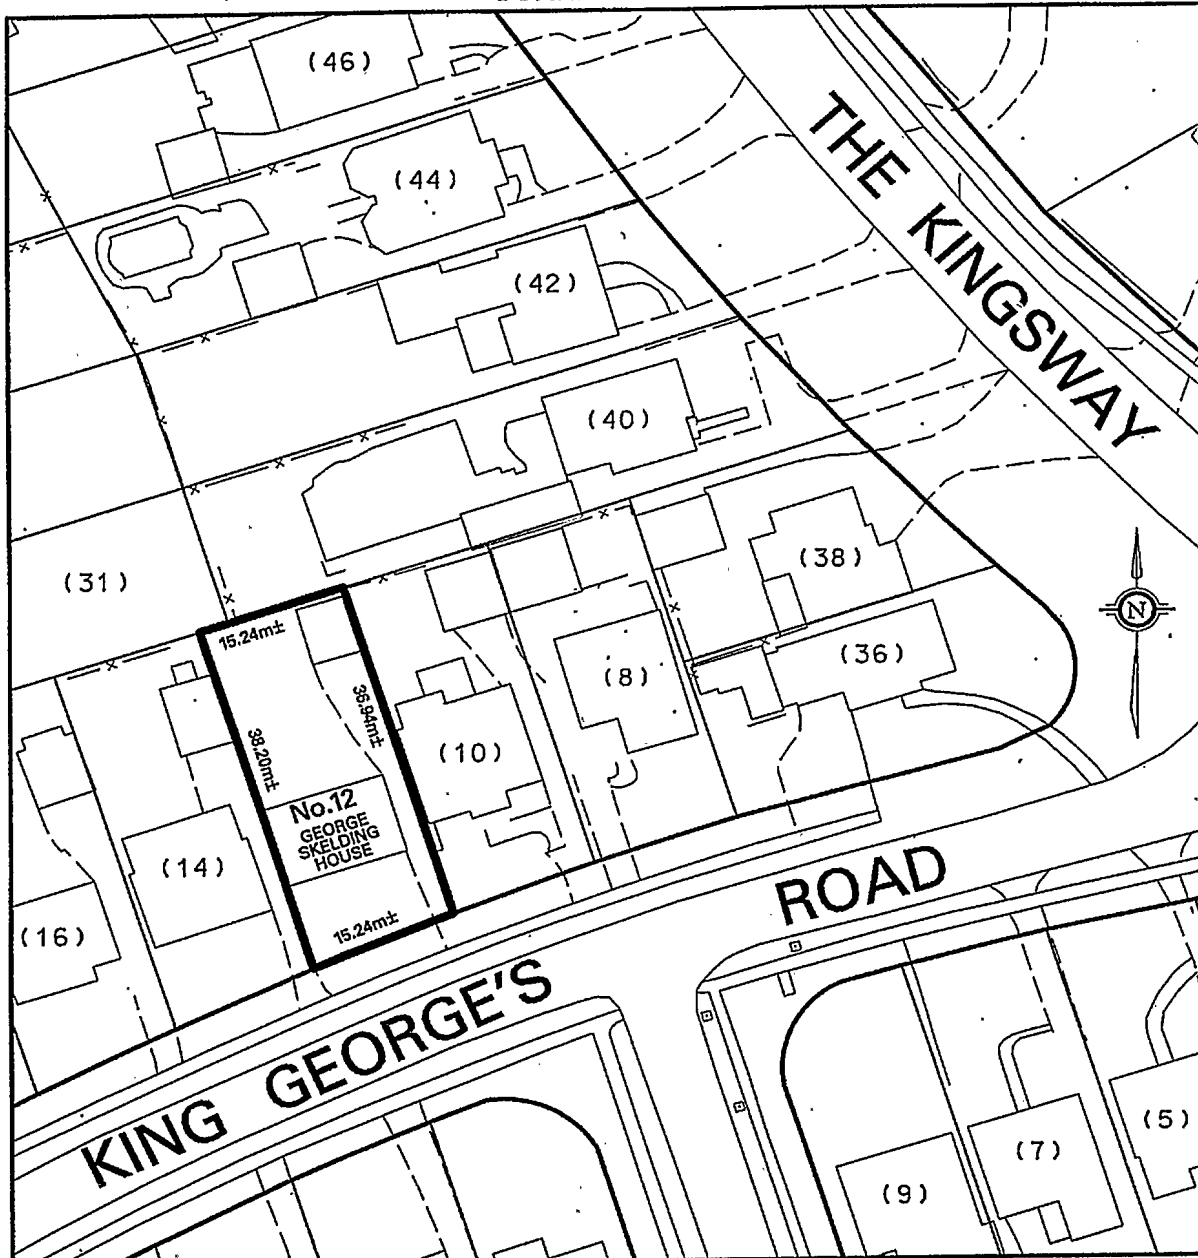 (46)
(44)
THE KINGSWAY
(42)
(40)
(38)
(31)
N
15.24m±
(36)
(8)
36.94m±
38.20m±
(10)
No.12
GEORGE
SKELDING
HOUSE
(14)
(16)
15.24m±
KING GEORGE'S ROAD
(5)
(7)
(9)